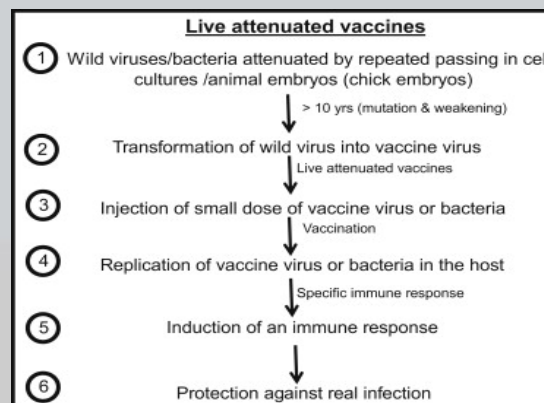 Live attenuated vaccines
1 Wild viruses/bacteria attenuated by repeated passing in cel
cultures /animal embryos (chick embryos)
> 10 yrs (mutation & weakening)
2 Transformation of wild virus into vaccine virus
Live attenuated vaccines
3 Injection of small dose of vaccine virus or bacteria
Vaccination
4 Replication of vaccine virus or bacteria in the host
Specific immune response
5 Induction of an immune response
6 Protection against real infection